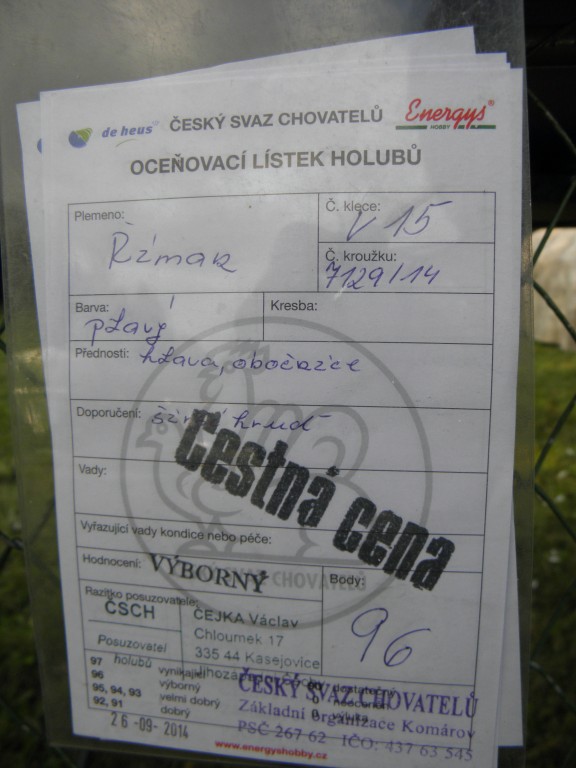 de heus ČESKÝ SVAZ CHOVATELŮ Energys®
HOBBY
OCEŇOVACÍ LÍSTEK HOLUBŮ
Plemeno:
Řimak
Č. klece:
V 15
Č. kroužku:
7129/14
Barva:
plavý
Kresba:
Přednosti: hlava, obočnice
Doporučení: hrud
Čestná cena
Vady:
Vyřazující vady kondice nebo péče:
Hodnocení: VÝBORNÝ
Body:
96
CHOVATELŮ
Razítko posuzovatele:
ČSCH
Posuzovatel
holubů
ČEJKA Václav
Chloumek 17
335 44 Kasejovice
97 vynikající
96 výborný
95, 94, 93 velmi dobrý
92, 91 dobrý
ČESKÝ SVAZ CHOVATELŮ
Základní organizace Komárov
PSČ 267 62 IČO: 437 63 545
26-09-2014
www.energyshobby.cz